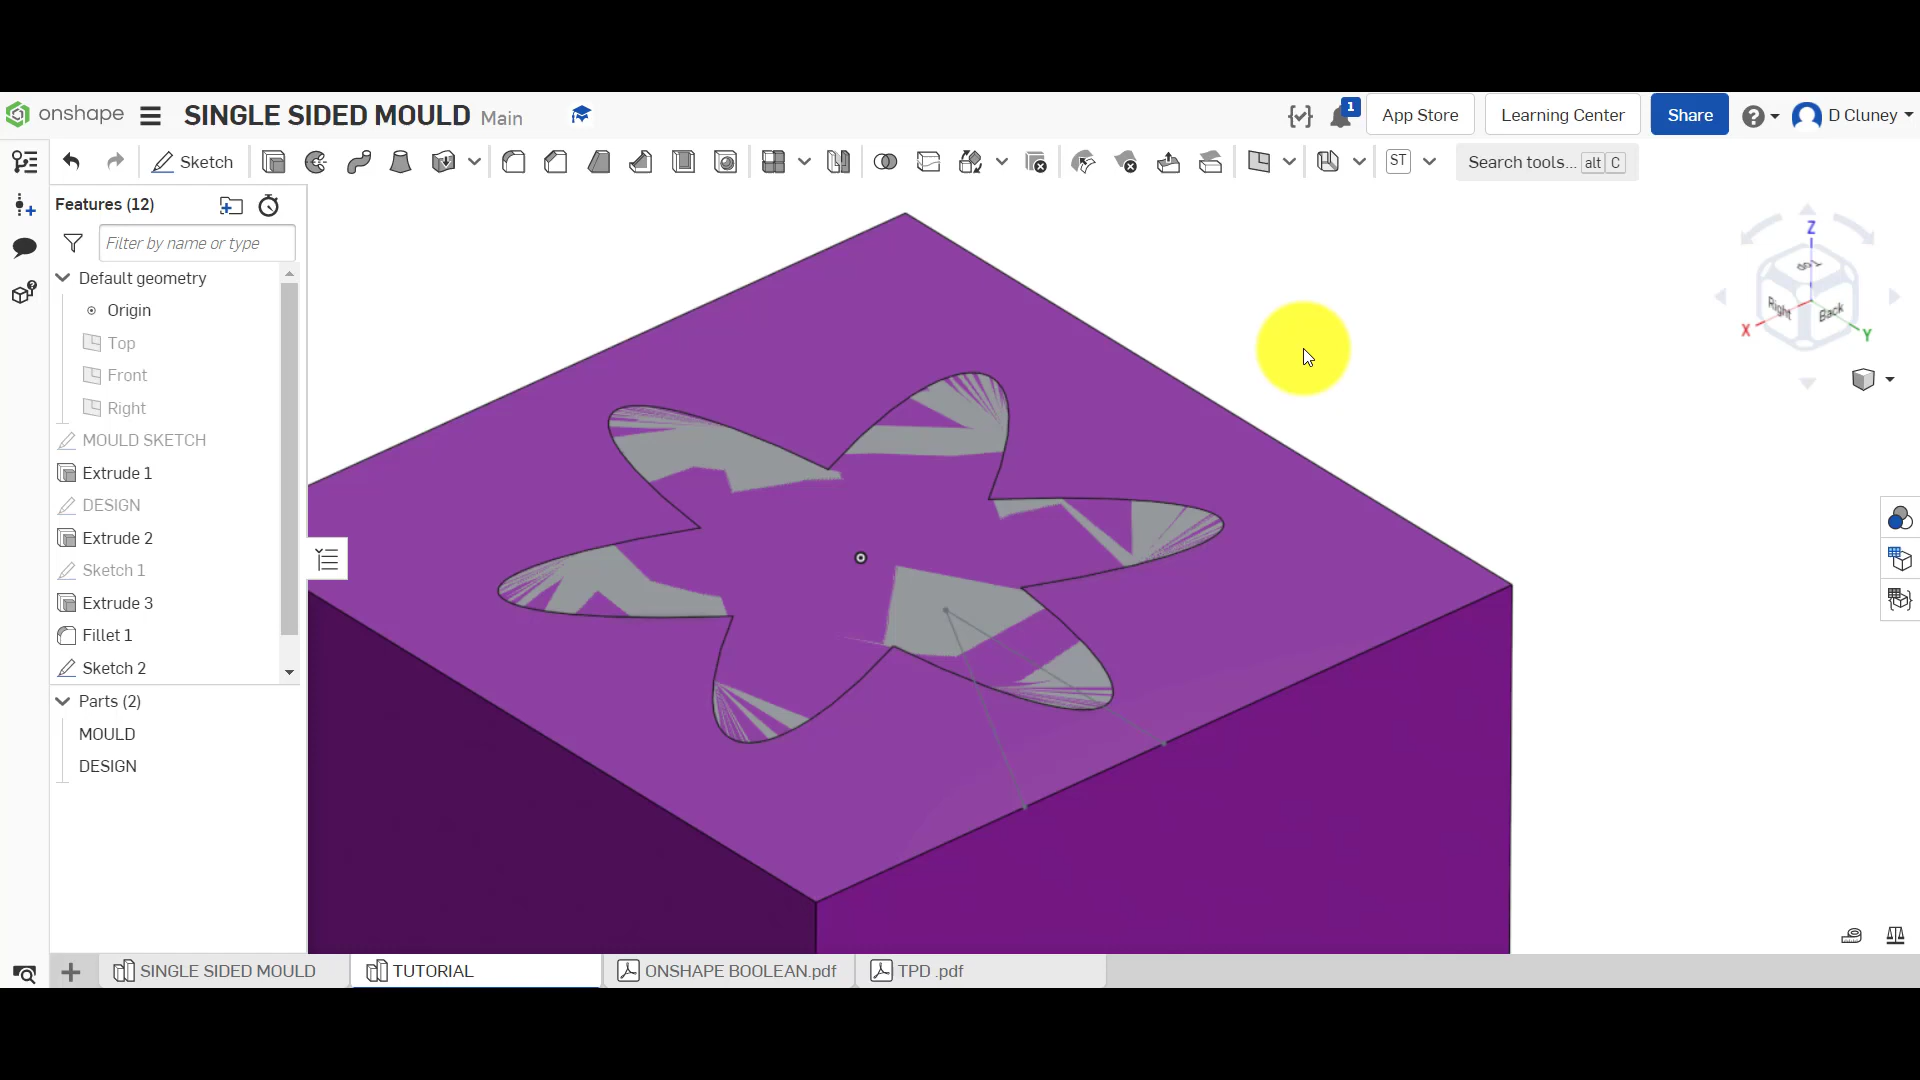 onshape
SINGLE SIDED MOULD Main
1
App Store
Learning Center
Share
D Cluney
Sketch
ST
Search tools... alt C
Features (12)
Filter by name or type
Default geometry
Origin
Top
Front
Right
MOULD SKETCH
Extrude 1
DESIGN
Extrude 2
Sketch 1
Extrude 3
Fillet 1
Sketch 2
Parts (2)
MOULD
DESIGN
Z
Top
Right
Back
X
Y
SINGLE SIDED MOULD
TUTORIAL
ONSHAPE BOOLEAN.pdf
TPD .pdf